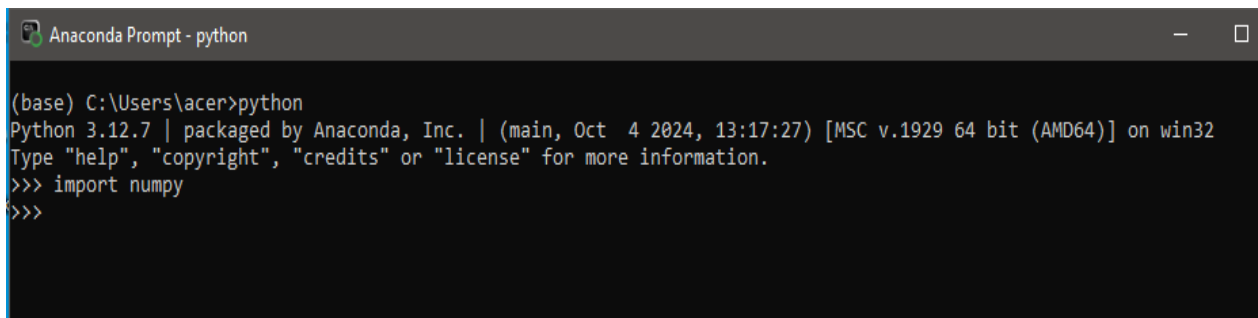 Anaconda Prompt - python
(base) C:\Users\acer>python
Python 3.12.7 | packaged by Anaconda, Inc. | (main, Oct  4 2024, 13:17:27) [MSC v.1929 64 bit (AMD64)] on win32
Type "help", "copyright", "credits" or "license" for more information.
>>> import numpy
>>>